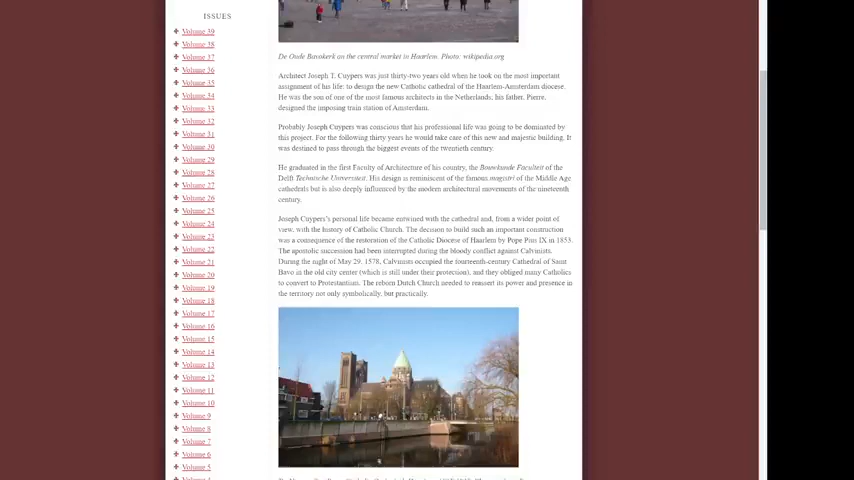 ISSUES
Volume 39
Volume 38
Volume 37
Volume 36
Volume 35
Volume 34
Volume 33
Volume 32
Volume 31
Volume 30
Volume 29
Volume 28
Volume 27
Volume 26
Volume 25
Volume 24
Volume 23
Volume 22
Volume 21
Volume 20
Volume 19
Volume 18
Volume 17
Volume 16
Volume 15
Volume 14
Volume 13
Volume 12
Volume 11
Volume 10
Volume 9
Volume 8
Volume 7
Volume 6
Volume 5
De Oude Bavokerk on the central market in Haarlem. Photo: wikipedia.org
Architect Joseph T. Cuypers was just thirty-two years old when he took on the most important
assignment of his life: to design the new Catholic cathedral of the Haarlem-Amsterdam diocese.
He was the son of one of the most famous architects in the Netherlands; his father, Pierre,
designed the imposing train station of Amsterdam.
Probably Joseph Cuypers was conscious that his professional life was going to be dominated by
this project. For the following thirty years he would take care of this new and majestic building. It
was destined to pass through the biggest events of the twentieth century.
He graduated in the first Faculty of Architecture of his country, the Bouwkunde Faculteit of the
Delft Technische Universiteit. His design is reminiscent of the famous magistri of the Middle Age
cathedrals but is also deeply influenced by the modern architectural movements of the nineteenth
century.
Joseph Cuypers's personal life became entwined with the cathedral and, from a wider point of
view, with the history of Catholic Church. The decision to build such an important construction
was a consequence of the restoration of the Catholic Diocese of Haarlem by Pope Pius IX in 1853.
The apostolic succession had been interrupted during the bloody conflict against Calvinists.
During the night of May 29, 1578, Calvinists occupied the fourteenth-century Cathedral of Saint
Bavo in the old city center (which is still under their protection), and they obliged many Catholics
to convert to Protestantism. The reborn Dutch Church needed to reassert its power and presence in
the territory not only symbolically, but practically.